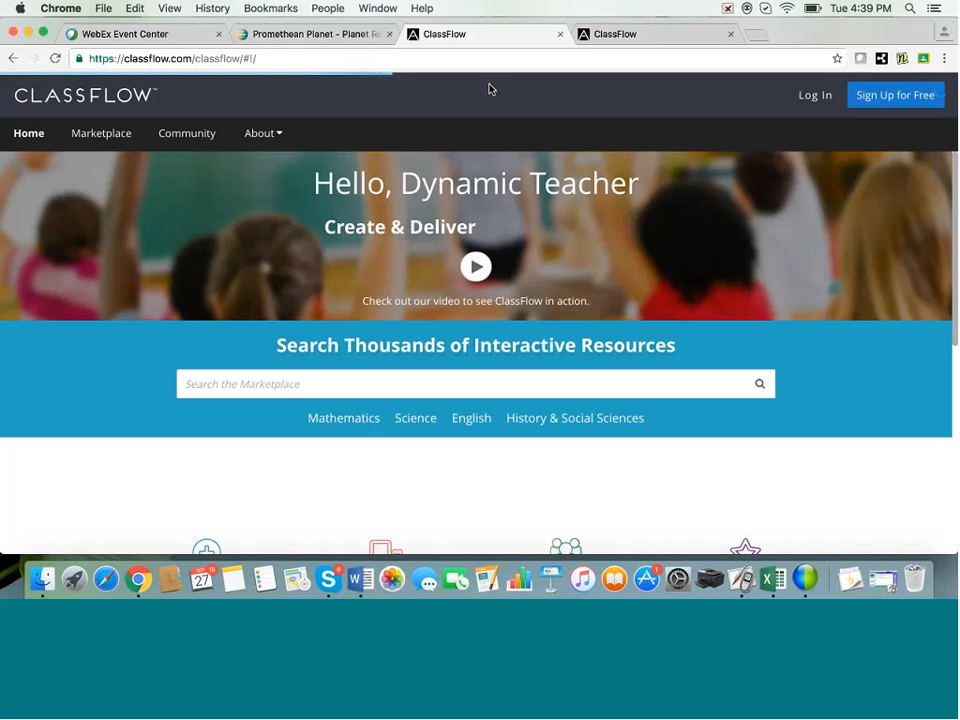 Chrome File Edit View History Bookmarks People Window Help Tue 4:39 PM
WebEx Event Center Promethean Planet - Planet Re ClassFlow ClassFlow
https://classflow.com/classflow/#!/
CLASSFLOW™ Log In Sign Up for Free
Home Marketplace Community About
Hello, Dynamic Teacher
Create & Deliver
Check out our video to see ClassFlow in action.
Search Thousands of Interactive Resources
Search the Marketplace
Mathematics Science English History & Social Sciences
27